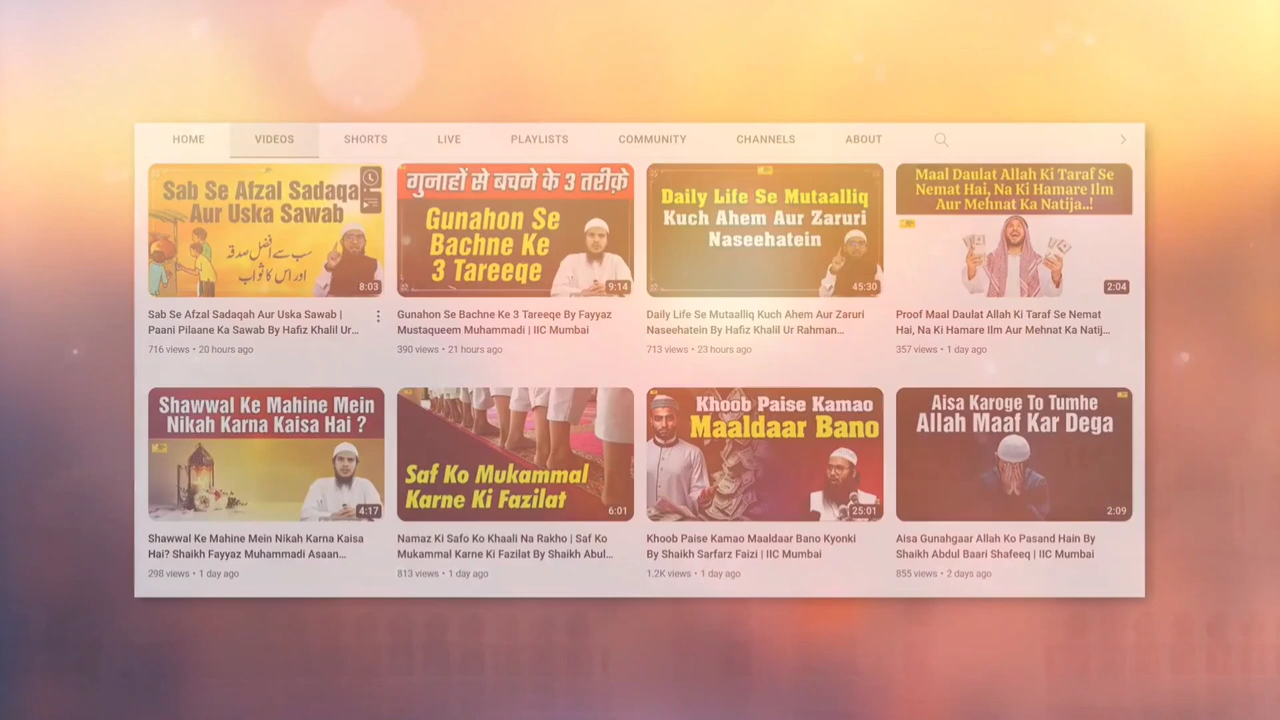 HOME VIDEOS SHORTS LIVE PLAYLISTS COMMUNITY CHANNELS ABOUT
Sab Se Afzal Sadaqa
Aur Uska Sawab
سب سے افضل صدقہ
اور اس کا ثواب
8:03
गुनाहों से बचने के 3 तरीक़े
Gunahon Se
Bachne Ke
3 Tareeqe
9:14
Daily Life Se Mutaalliq
Kuch Ahem Aur Zaruri
Naseehatein
45:30
Maal Daulat Allah Ki Taraf Se
Nemat Hai, Na Ki Hamare Ilm
Aur Mehnat Ka Natija..!
2:04
Sab Se Afzal Sadaqah Aur Uska Sawab |
Paani Pilaane Ka Sawab By Hafiz Khalil Ur...
716 views • 20 hours ago
Gunahon Se Bachne Ke 3 Tareeqe By Fayyaz
Mustaqeem Muhammadi | IIC Mumbai
390 views • 21 hours ago
Daily Life Se Mutaalliq Kuch Ahem Aur Zaruri
Naseehatein By Hafiz Khalil Ur Rahman...
713 views • 23 hours ago
Proof Maal Daulat Allah Ki Taraf Se Nemat
Hai, Na Ki Hamare Ilm Aur Mehnat Ka Natij...
357 views • 1 day ago
Shawwal Ke Mahine Mein
Nikah Karna Kaisa Hai ?
4:17
Saf Ko Mukammal
Karne Ki Fazilat
6:01
Khoob Paise Kamao
Maaldaar Bano
25:01
Aisa Karoge To Tumhe
Allah Maaf Kar Dega
2:09
Shawwal Ke Mahine Mein Nikah Karna Kaisa
Hai? Shaikh Fayyaz Muhammadi Asaan...
298 views • 1 day ago
Namaz Ki Safo Ko Khaali Na Rakho | Saf Ko
Mukammal Karne Ki Fazilat By Shaikh Abul...
813 views • 1 day ago
Khoob Paise Kamao Maaldaar Bano Kyonki
By Shaikh Sarfarz Faizi | IIC Mumbai
1.2K views • 1 day ago
Aisa Gunahgaar Allah Ko Pasand Hain By
Shaikh Abdul Baari Shafeeq | IIC Mumbai
855 views • 2 days ago